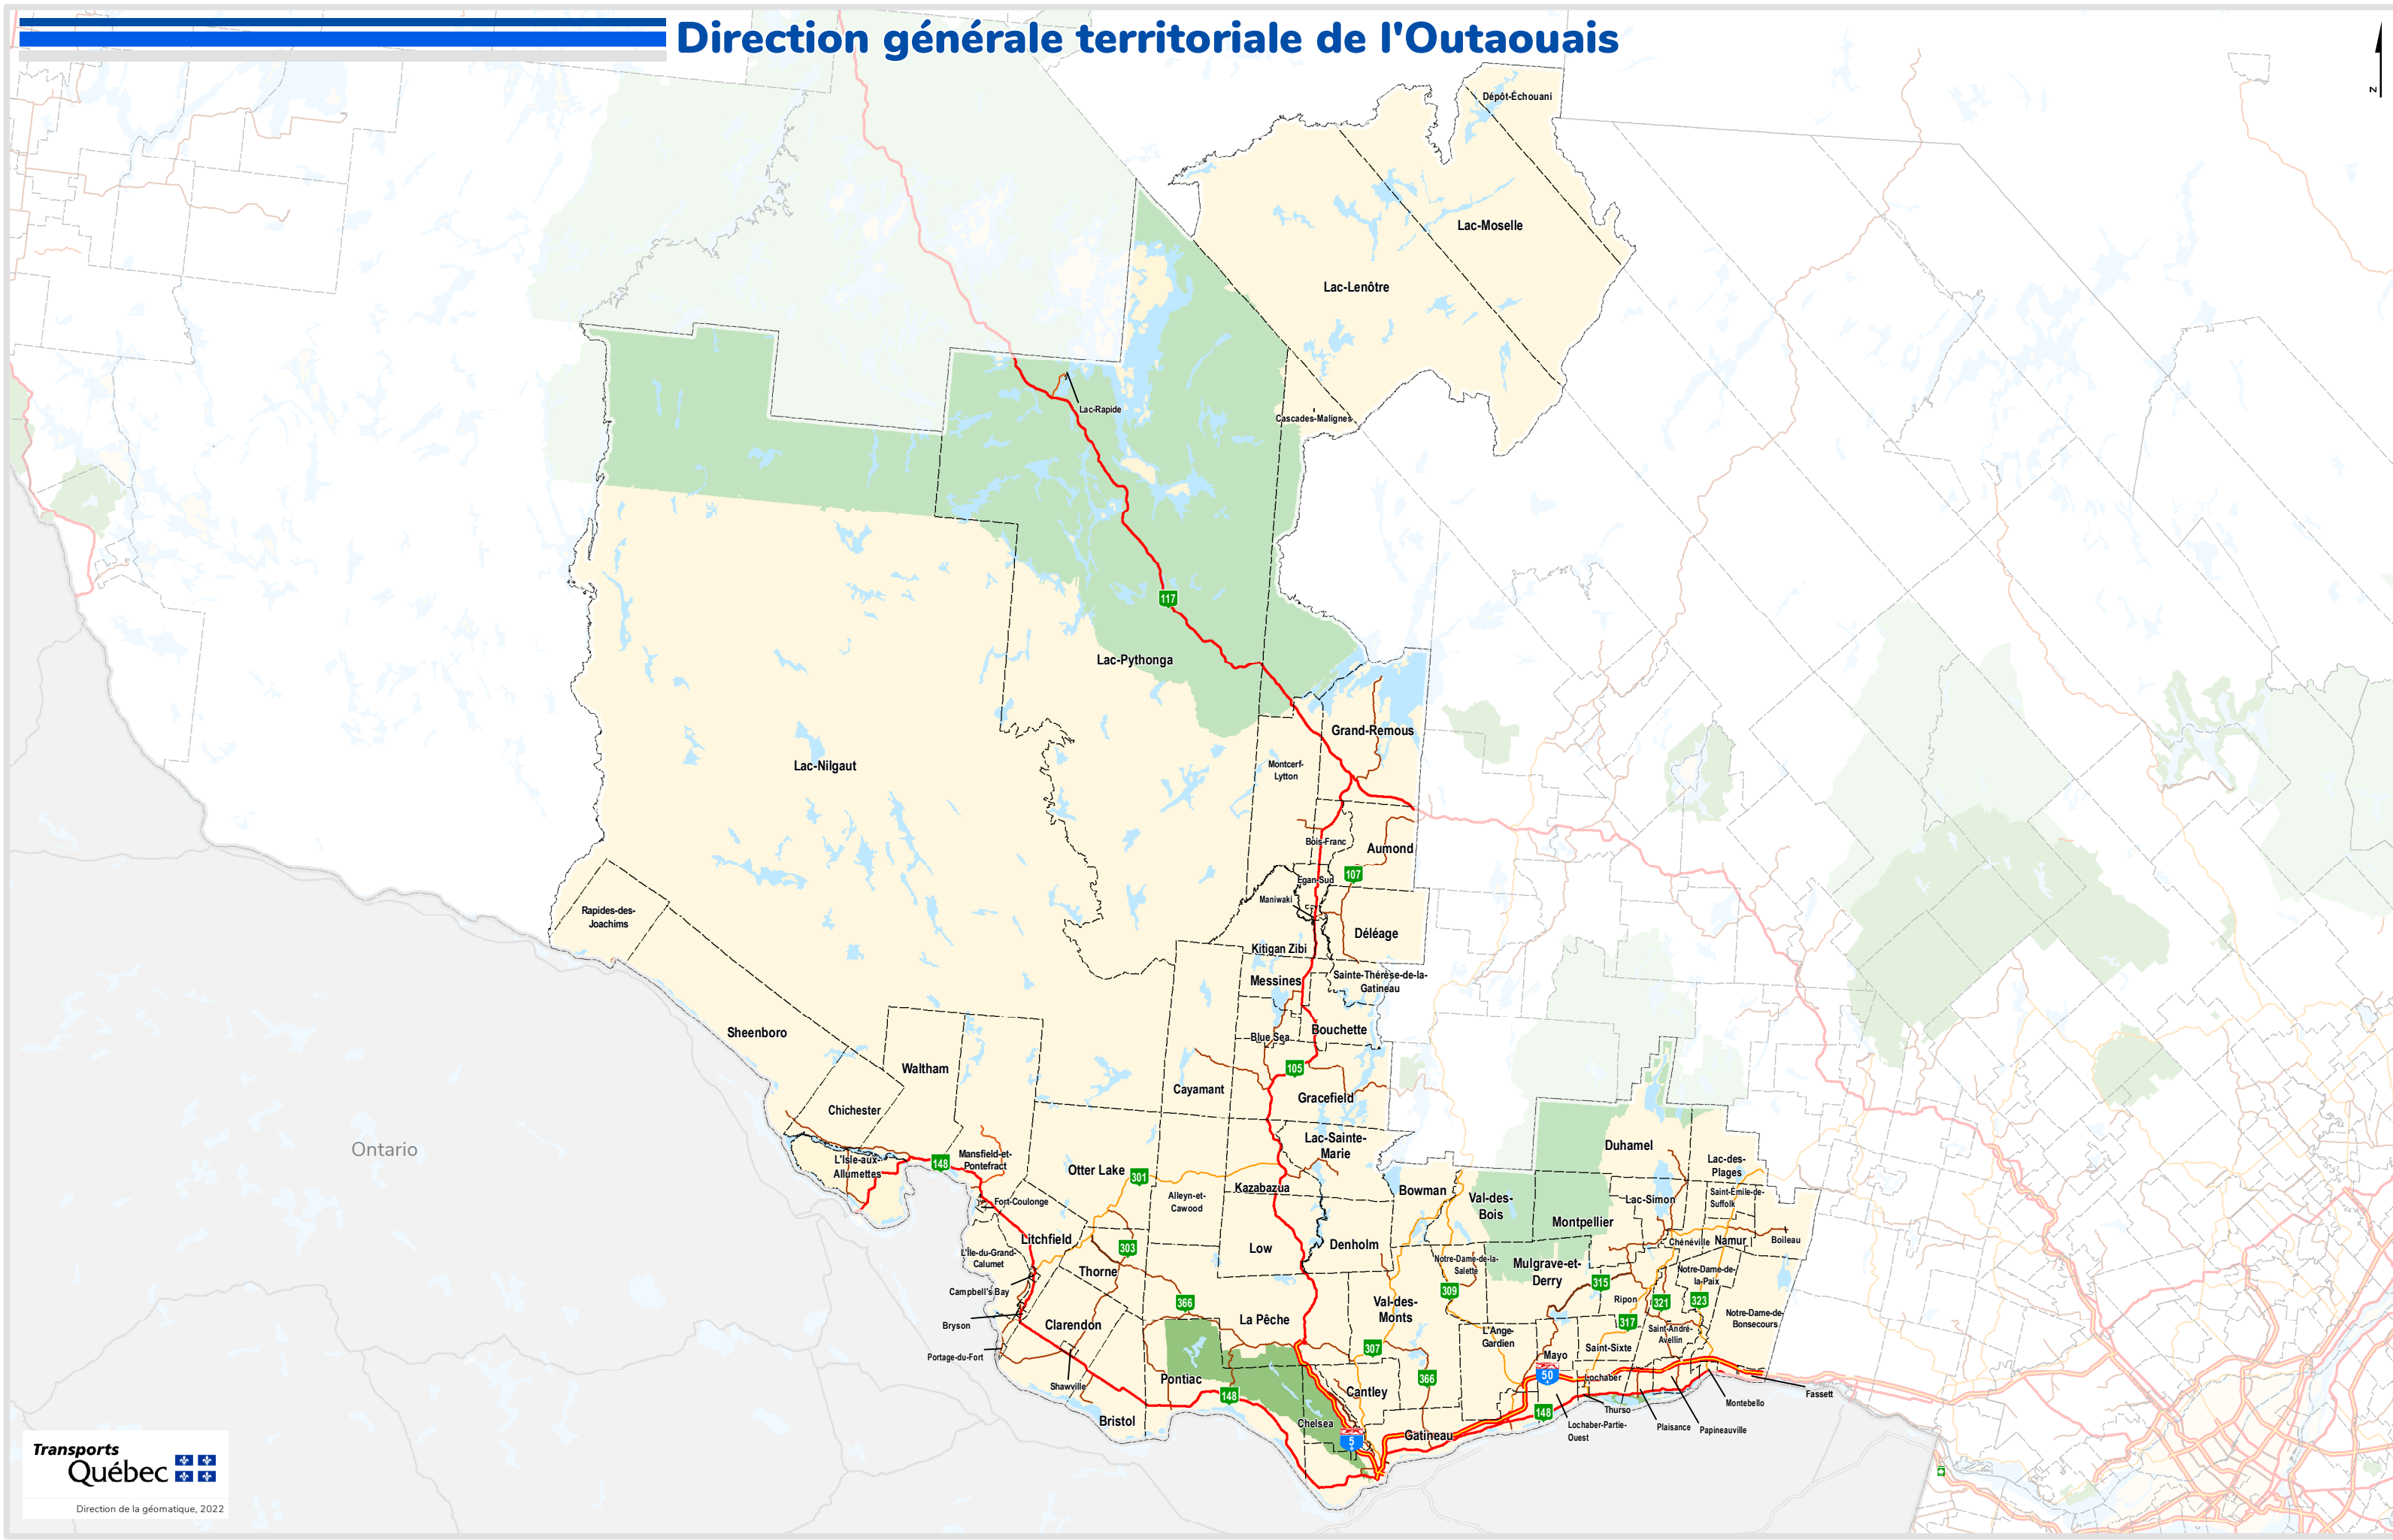 Direction générale territoriale de l'Outaouais
N
Dépôt-Échouani
Lac-Moselle
Lac-Lenôtre
Lac-Rapide
Cascades-Malignes
117
Lac-Pythonga
Grand-Remous
Montcerf-
Lytton
Lac-Nilgaut
Bois-Franc
Aumond
107
Egan-Sud
Maniwaki
Rapides-des-
Joachims
Déléage
Kitigan Zibi
Messines
Sainte-Thérèse-de-la-
Gatineau
Sheenboro
Bouchette
Blue Sea
Waltham
105
Cayamant
Gracefield
Chichester
Ontario
Lac-Sainte-
Marie
Duhamel
L'Isle-aux-
Allumettes
148
Mansfield-et-
Pontefract
Otter Lake
301
Lac-des-
Plages
Kazabazua
Bowman
Alleyn-et-
Cawood
Val-des-
Bois
Lac-Simon
Saint-Émile-de-
Suffolk
Fort-Coulonge
Montpellier
Litchfield
303
Low
Denholm
Chénéville
Namur
Boileau
L'Île-du-Grand-
Calumet
Thorne
Notre-Dame-de-la-
Salette
Mulgrave-et-
Derry
Notre-Dame-de-
la-Paix
315
Campbell's Bay
309
366
Val-des-
Monts
Ripon
321
323
Bryson
Clarendon
La Pêche
317
Notre-Dame-de-
Bonsecours
L'Ange-
Gardien
Saint-André-
Avellin
Portage-du-Fort
307
Mayo
Saint-Sixte
Shawville
Pontiac
366
50
Lochaber
148
Cantley
Fassett
Montebello
Bristol
Chelsea
148
Thurso
Lochaber-Partie-
Ouest
Plaisance
Papineauville
5
Gatineau
Transports
Québec
Direction de la géomatique, 2022